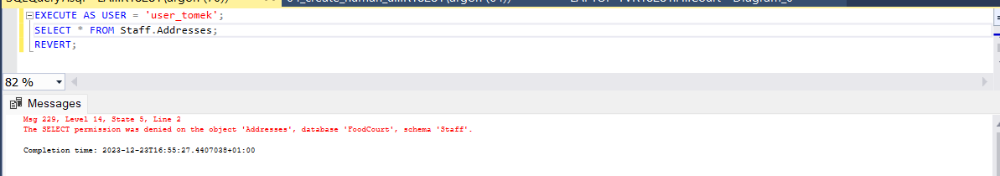 EXECUTE AS USER = 'user_tomek';
SELECT * FROM Staff.Addresses;
REVERT;
82 %
Messages
Msg 229, Level 14, State 5, Line 2
The SELECT permission was denied on the object 'Addresses', database 'FoodCourt', schema 'Staff'.
Completion time: 2023-12-23T16:55:27.4407038+01:00